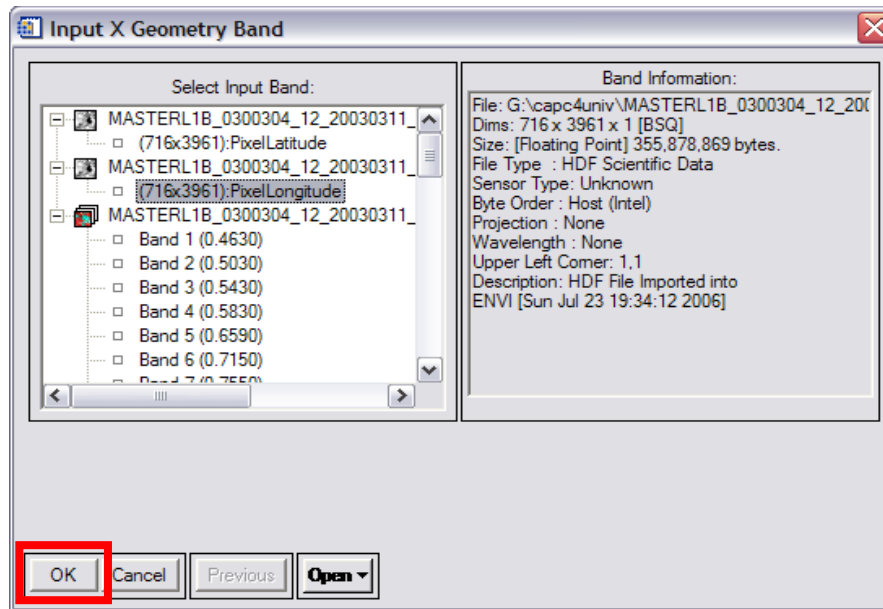 Input X Geometry Band
Select Input Band:
MASTERL1B_0300304_12_20030311_
(716x3961):PixelLatitude
MASTERL1B_0300304_12_20030311_
(716x3961):PixelLongitude
MASTERL1B_0300304_12_20030311_
Band 1 (0.4630)
Band 2 (0.5030)
Band 3 (0.5430)
Band 4 (0.5830)
Band 5 (0.6590)
Band 6 (0.7150)
Band 7 (0.7550)
Band Information:
File: G:\capc4univ\MASTERL1B_0300304_12_200
Dims: 716 x 3961 x 1 [BSQ]
Size: [Floating Point] 355,878,869 bytes.
File Type : HDF Scientific Data
Sensor Type: Unknown
Byte Order : Host (Intel)
Projection : None
Wavelength : None
Upper Left Corner: 1,1
Description: HDF File Imported into
ENVI [Sun Jul 23 19:34:12 2006]
OK Cancel Previous Open